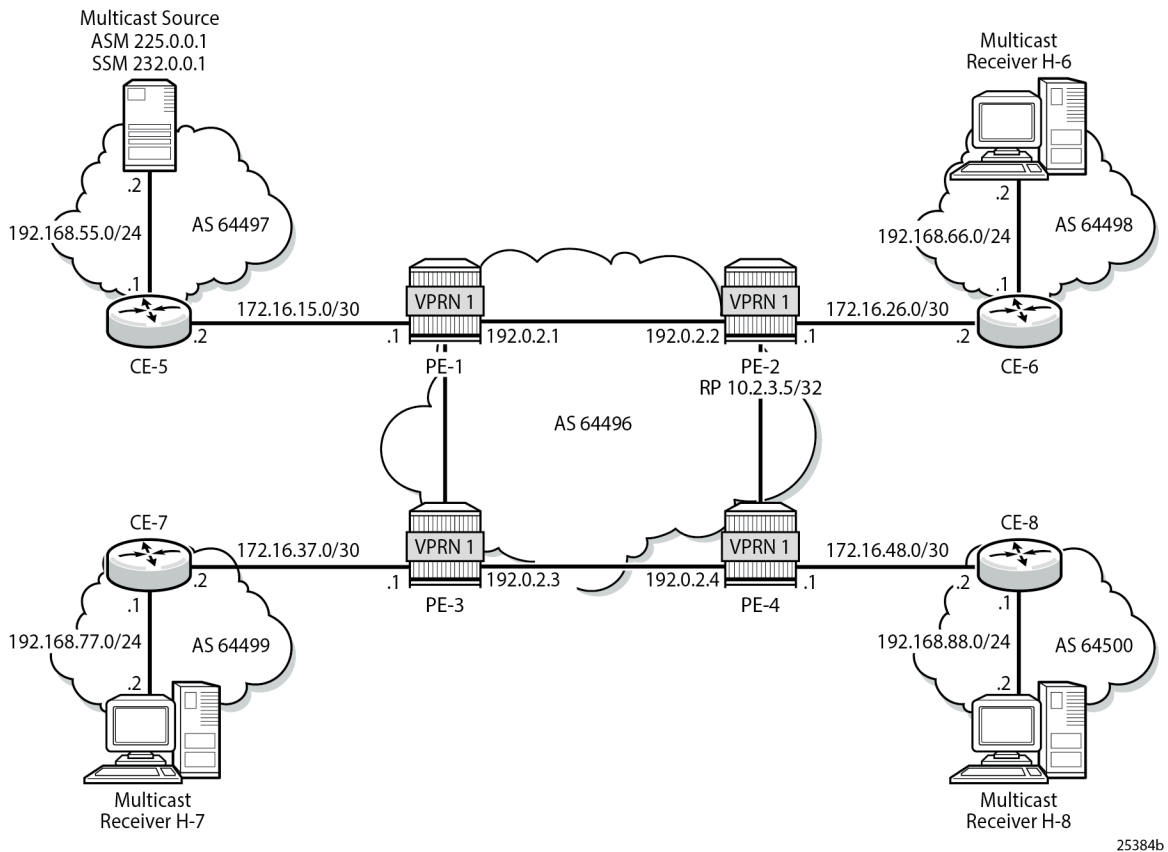 Multicast Source
ASM 225.0.0.1
SSM 232.0.0.1
Multicast
Receiver H-6
.2
192.168.55.0/24
AS 64497
.1
.2
192.168.66.0/24
AS 64498
.1
172.16.15.0/30
.2
.1
CE-5
VPRN 1
192.0.2.1
PE-1
VPRN 1
192.0.2.2
.1
PE-2
RP 10.2.3.5/32
172.16.26.0/30
.2
CE-6
AS 64496
CE-7
172.16.37.0/30
.2
.1
.1
VPRN 1
192.0.2.3
PE-3
VPRN 1
192.0.2.4
.1
PE-4
172.16.48.0/30
CE-8
.2
.1
192.168.77.0/24
AS 64499
.2
192.168.88.0/24
AS 64500
.2
Multicast
Receiver H-7
Multicast
Receiver H-8
25384b